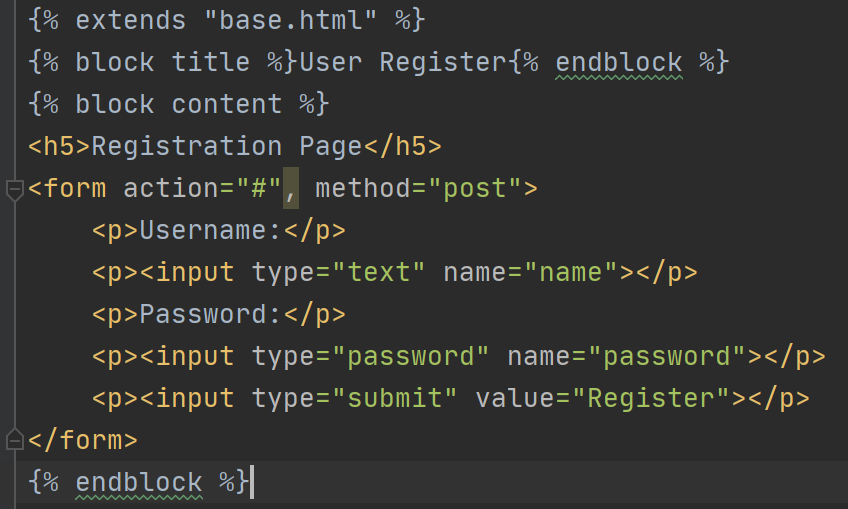 {% extends "base.html" %}
{% block title %}User Register{% endblock %}
{% block content %}
<h5>Registration Page</h5>
<form action="#", method="post">
    <p>Username:</p>
    <p><input type="text" name="name"></p>
    <p>Password:</p>
    <p><input type="password" name="password"></p>
    <p><input type="submit" value="Register"></p>
</form>
{% endblock %}